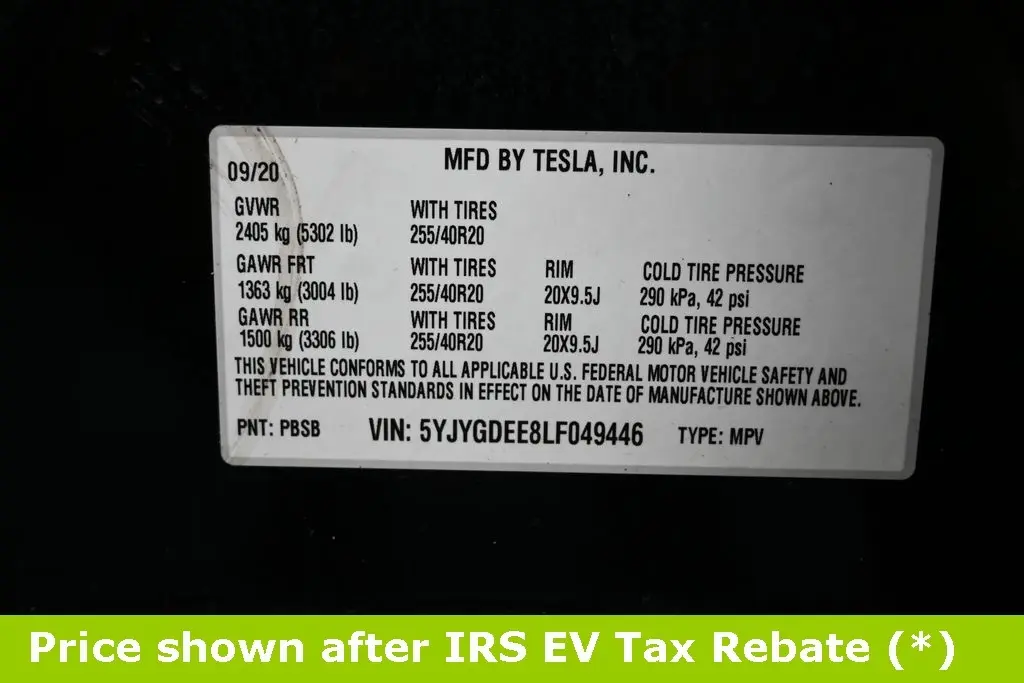 09/20 MFD BY TESLA, INC.
GVWR WITH TIRES
2405 kg (5302 lb) 255/40R20
GAWR FRT WITH TIRES RIM COLD TIRE PRESSURE
1363 kg (3004 lb) 255/40R20 20X9.5J 290 kPa, 42 psi
GAWR RR WITH TIRES RIM COLD TIRE PRESSURE
1500 kg (3306 lb) 255/40R20 20X9.5J 290 kPa, 42 psi
THIS VEHICLE CONFORMS TO ALL APPLICABLE U.S. FEDERAL MOTOR VEHICLE SAFETY AND
THEFT PREVENTION STANDARDS IN EFFECT ON THE DATE OF MANUFACTURE SHOWN ABOVE.
PNT: PBSB VIN: 5YJYGDEE8LF049446 TYPE: MPV
Price shown after IRS EV Tax Rebate (*)